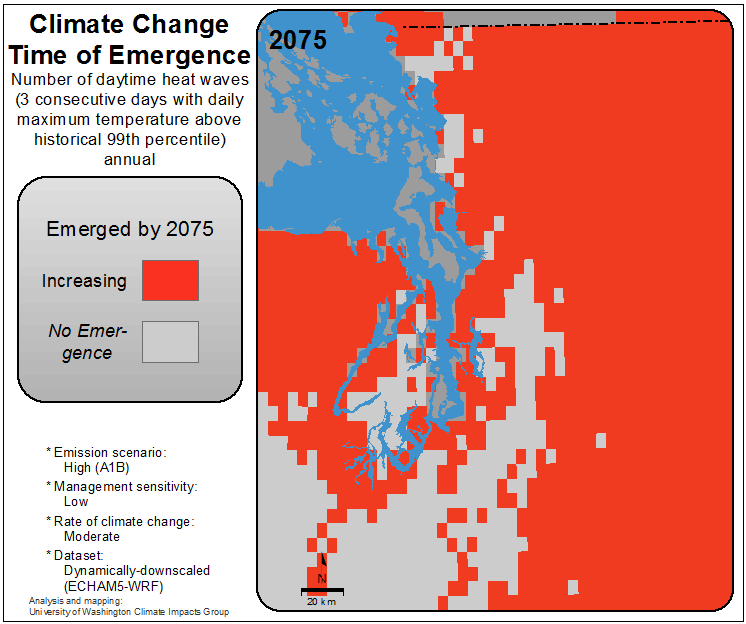 Climate Change
Time of Emergence
Number of daytime heat waves
(3 consecutive days with daily
maximum temperature above
historical 99th percentile)
annual
Emerged by 2075
Increasing
No Emer-
gence
* Emission scenario:
High (A1B)
* Management sensitivity:
Low
* Rate of climate change:
Moderate
* Dataset:
Dynamically-downscaled
(ECHAM5-WRF)
Analysis and mapping:
University of Washington Climate Impacts Group
2075
N
20 km